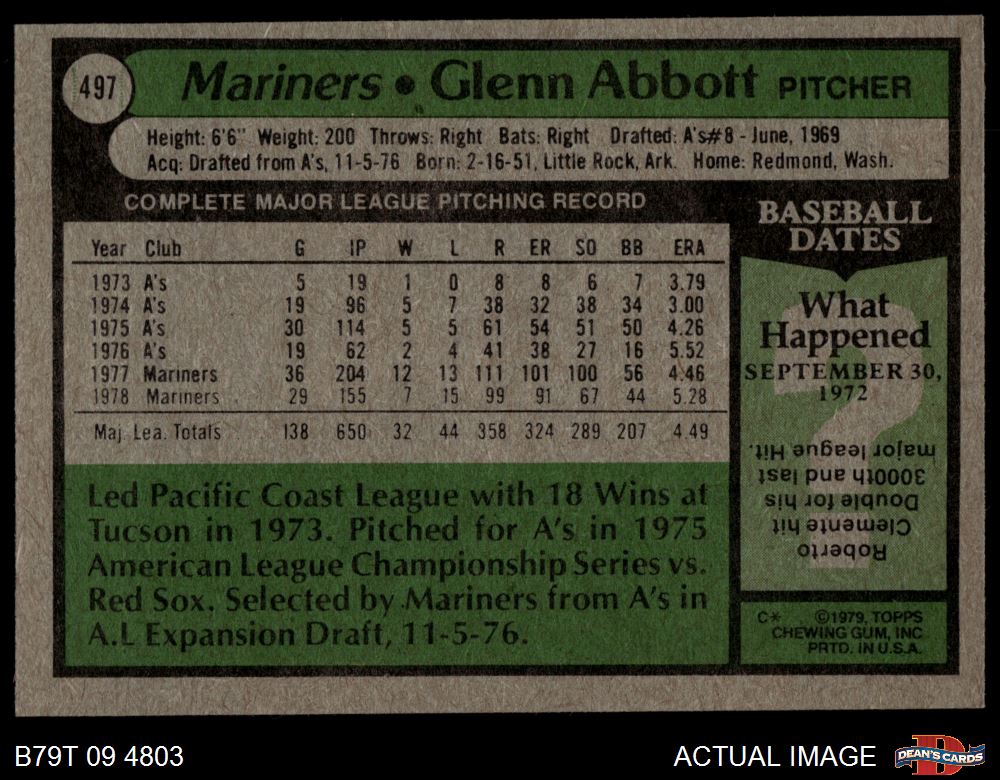 497
Mariners • Glenn Abbott PITCHER
Height: 6'6" Weight: 200 Throws: Right Bats: Right Drafted: A's#8 - June, 1969
Acq: Drafted from A's, 11-5-76 Born: 2-16-51, Little Rock, Ark. Home: Redmond, Wash.
COMPLETE MAJOR LEAGUE PITCHING RECORD
Year Club G IP W L R ER SO BB ERA
1973 A's 5 19 1 0 8 8 6 7 3.79
1974 A's 19 96 5 7 38 32 38 34 3.00
1975 A's 30 114 5 5 61 54 51 50 4.26
1976 A's 19 62 2 4 41 38 27 16 5.52
1977 Mariners 36 204 12 13 111 101 100 56 4.46
1978 Mariners 29 155 7 15 99 91 67 44 5.28
Maj. Lea. Totals 138 650 32 44 358 324 289 207 4.49
Led Pacific Coast League with 18 Wins at
Tucson in 1973. Pitched for A's in 1975
American League Championship Series vs.
Red Sox. Selected by Mariners from A's in
A.L Expansion Draft, 11-5-76.
BASEBALL
DATES
What
Happened
SEPTEMBER 30,
1972
Roberto
Clemente hit
Double for his
3000th and last
major league Hit.
C* ©1979, TOPPS
CHEWING GUM, INC
PRTD. IN U.S.A.
B79T 09 4803
ACTUAL IMAGE
DEAN'S CARDS